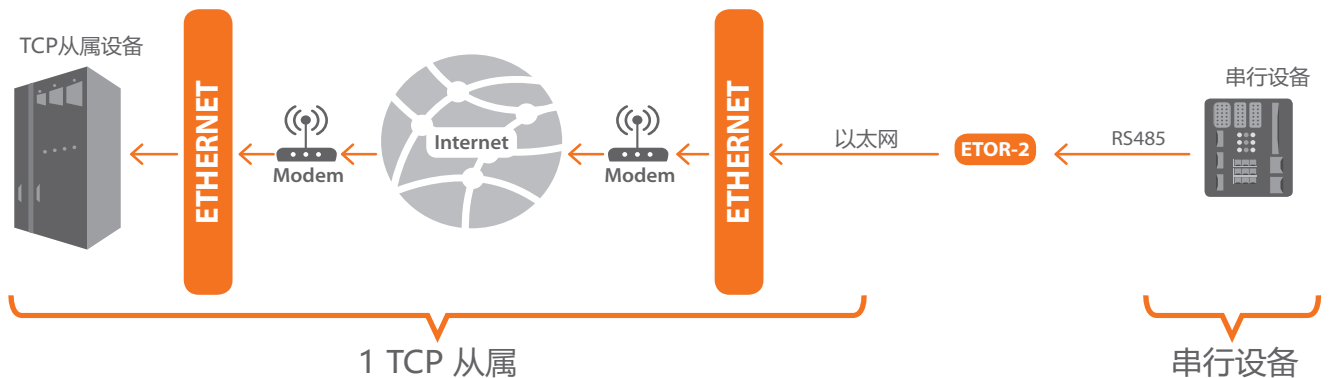 TCP从属设备
ETHERNET
Modem
Internet
Modem
ETHERNET
以太网
ETOR-2
RS485
串行设备
1 TCP 从属
串行设备